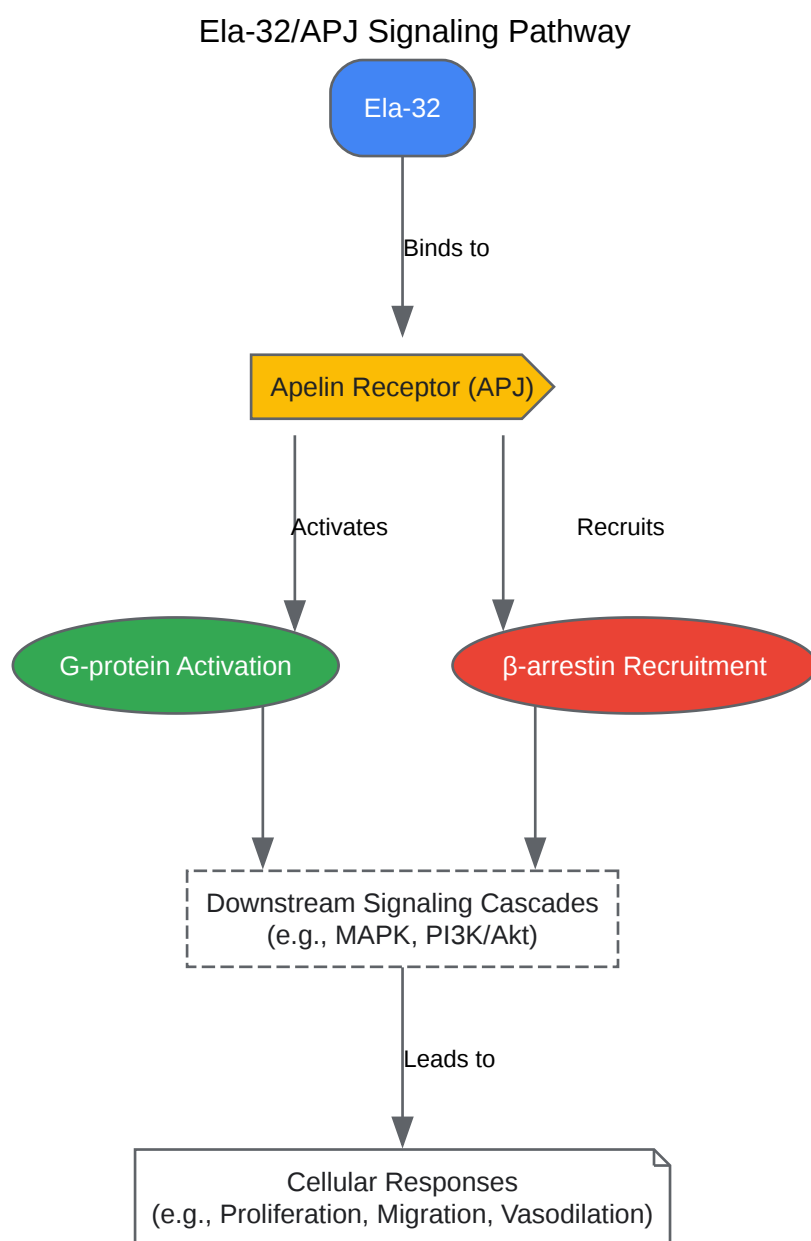 Ela-32/APJ Signaling Pathway
Ela-32
Binds to
Apelin Receptor (APJ)
Activates
Recruits
G-protein Activation
β-arrestin Recruitment
Downstream Signaling Cascades
(e.g., MAPK, PI3K/Akt)
Leads to
Cellular Responses
(e.g., Proliferation, Migration, Vasodilation)